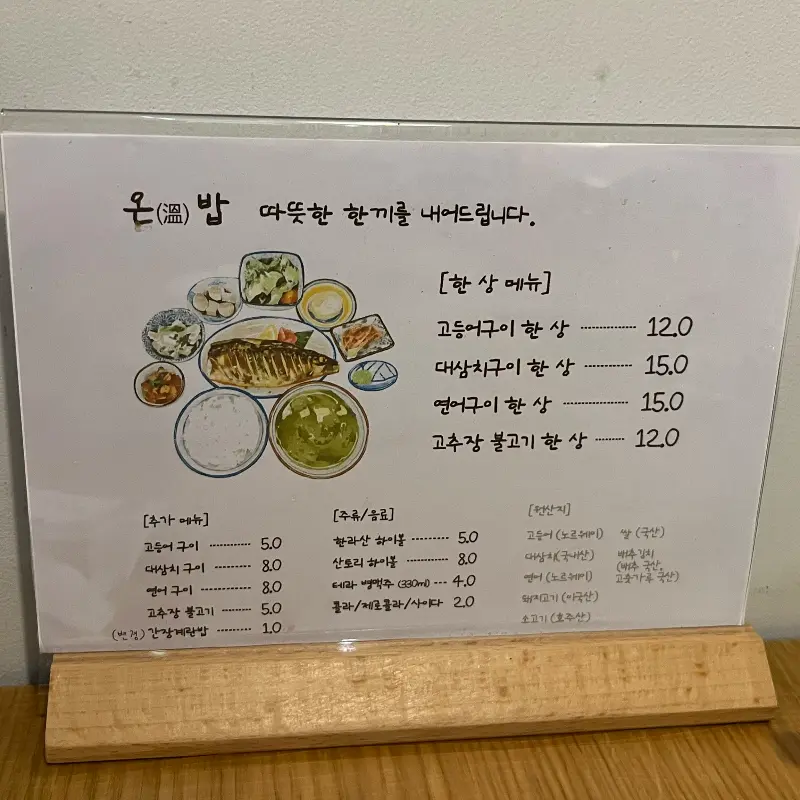 온(溫)밥 따뜻한 한끼를 내어드립니다.
[한 상 메뉴]
고등어구이 한 상 ············ 12.0
대삼치구이 한 상 ·········· 15.0
연어구이 한 상 ·············· 15.0
고추장 불고기 한 상 ······· 12.0
[추가 메뉴]
고등어 구이 ·········· 5.0
대삼치 구이 ·········· 8.0
연어 구이 ············ 8.0
고추장 불고기 ········ 5.0
(변경) 간장계란밥 ········ 1.0
[주류/음료]
한라산 하이볼 ········· 5.0
산토리 하이볼 ········· 8.0
테라 병맥주 (330ml) --- 4.0
콜라/제로콜라/사이다 2.0
[원산지]
고등어 (노르웨이) 쌀 (국산)
대삼치(국내산) 배추김치
(배추 국산,
연어 (노르웨이) 고춧가루 국산)
돼지고기 (미국산)
소고기 (호주산)